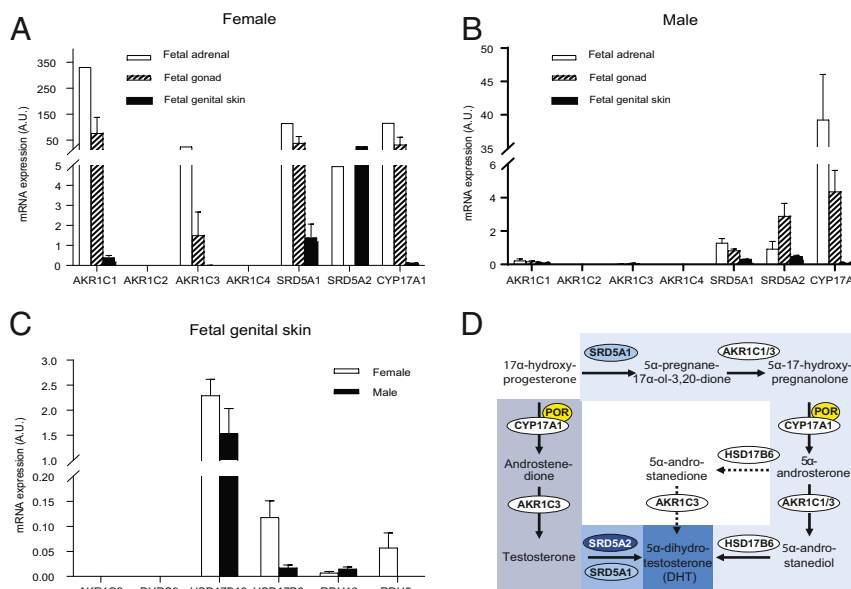 A
Female
mRNA expression (A.U.)
350
250
150
50
5
4
3
2
1
0
Fetal adrenal
Fetal gonad
Fetal genital skin
AKR1C1 AKR1C2 AKR1C3 AKR1C4 SRD5A1 SRD5A2 CYP17A1
B
Male
mRNA expression (A.U.)
50
45
40
35
6
4
2
0
Fetal adrenal
Fetal gonad
Fetal genital skin
AKR1C1 AKR1C2 AKR1C3 AKR1C4 SRD5A1 SRD5A2 CYP17A1
C
Fetal genital skin
mRNA expression (A.U.)
3.0
2.5
2.0
1.5
1.0
0.20
0.15
0.10
0.05
0.00
Female
Male
D
17α-hydroxy-
progesterone
SRD5A1
5α-pregnane-
17α-ol-3,20-dione
AKR1C1/3
5α-17-hydroxy-
pregnanolone
POR
CYP17A1
POR
CYP17A1
Androstene-
dione
5α-andro-
stanedione
HSD17B6
5α-
androsterone
AKR1C3
AKR1C3
AKR1C1/3
Testosterone
SRD5A2
SRD5A1
5α-dihydro-
testosterone
(DHT)
HSD17B6
5α-andro-
stanediol